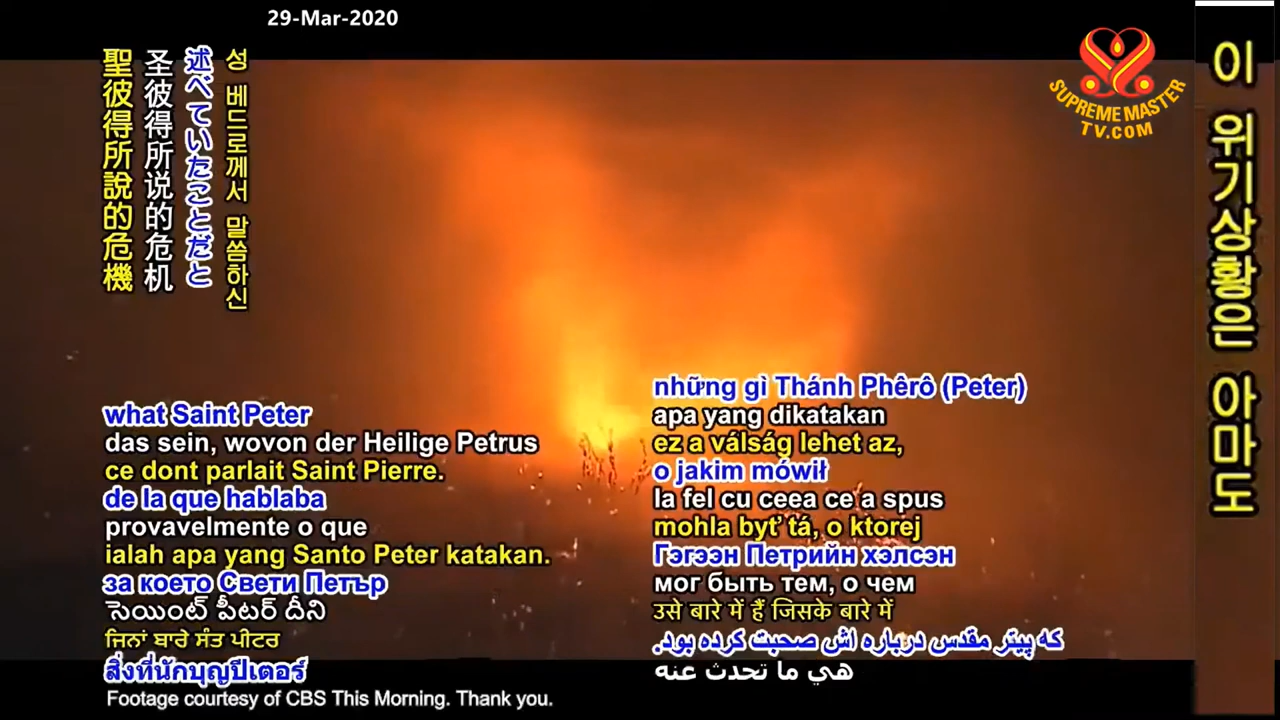 29-Mar-2020
SUPREME MASTER
TV.COM
이 위기상황은 아마도
성 베드로께서 말씀하신
述べていたことだと
圣彼得所说的危机
聖彼得所說的危機
what Saint Peter
das sein, wovon der Heilige Petrus
ce dont parlait Saint Pierre.
de la que hablaba
provavelmente o que
ialah apa yang Santo Peter katakan.
за което Свети Петър
సెయింట్ పీటర్ దీని
ਜਿਨਾਂ ਬਾਰੇ ਸੰਤ ਪੀਟਰ
สิ่งที่นักบุญปีเตอร์
những gì Thánh Phêrô (Peter)
apa yang dikatakan
ez a válság lehet az,
o jakim mówił
la fel cu ceea ce a spus
mohla byť tá, o ktorej
Гэгээн Петрийн хэлсэн
мог быть тем, о чем
उसे बारे में हैं जिसके बारे में
که پیتر مقدس درباره اش صحبت کرده بود.
هي ما تحدث عنه
Footage courtesy of CBS This Morning. Thank you.